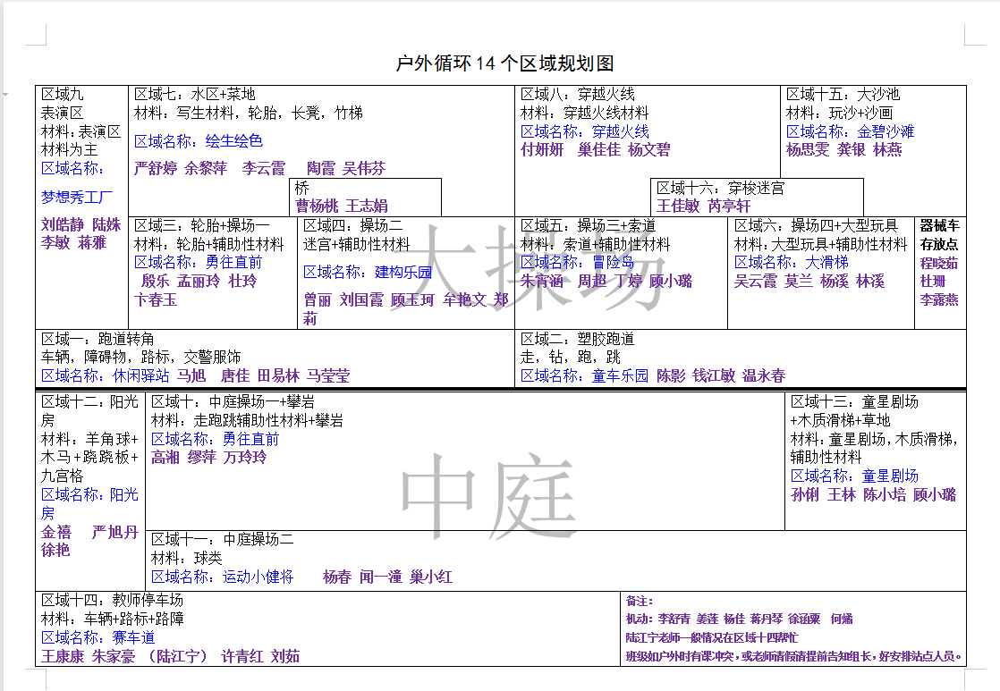 户外循环14个区域规划图
区域九
表演区
材料：表演区
材料为主
区域名称：
梦想秀工厂
刘皓静 陆姝
李敏 蒋雅
区域七：水区+菜地
材料：写生材料，轮胎，长凳，竹梯
区域名称：绘生绘色
严舒婷 余黎萍 李云霞 陶霞 吴伟芬
桥
曹杨桃 王志娟
区域八：穿越火线
材料：穿越火线材料
区域名称：穿越火线
付妍妍 巢佳佳 杨文碧
区域十五：大沙池
材料：玩沙+沙画
区域名称：金碧沙滩
杨思雯 龚银 林燕
区域十六：穿梭迷宫
王佳敏 芮亭轩
区域三：轮胎+操场一
材料：轮胎+辅助性材料
区域名称：勇往直前
殷乐 孟丽玲 壮玲
卞春玉
区域四：操场二
迷宫+辅助性材料
区域名称：建构乐园
曾丽 刘国霞 顾玉珂 牟艳文 郑
莉
区域五：操场三+索道
材料：索道+辅助性材料
区域名称：冒险岛
朱宵涵 周超 丁婷 顾小璐
区域六：操场四+大型玩具
材料：大型玩具+辅助性材料
区域名称：大滑梯
吴云霞 莫兰 杨溪 林溪
器械车
存放点
程晓茹
杜珊
李露燕
大操场
区域一：跑道转角
车辆，障碍物，路标，交警服饰
区域名称：休闲驿站 马旭 唐佳 田易林 马莹莹
区域二：塑胶跑道
走，钻，跑，跳
区域名称：童车乐园 陈影 钱江敏 温永春
区域十二：阳光
房
材料：羊角球+
木马+跷跷板+
九宫格
区域名称：阳光
房
金禧 严旭丹
徐艳
区域十：中庭操场一+攀岩
材料：走跑跳辅助性材料+攀岩
区域名称：勇往直前
高湘 缪萍 万玲玲
中庭
区域十三：童星剧场
+木质滑梯+草地
材料：童星剧场，木质滑梯，
辅助性材料
区域名称：童星剧场
孙俐 王林 陈小培 顾小璐
区域十一：中庭操场二
材料：球类
区域名称：运动小健将 杨春 闻一潼 巢小红
区域十四：教师停车场
材料：车辆+路标+路障
区域名称：赛车道
王康康 朱家豪 （陆江宁） 许青红 刘茹
备注：
机动：李舒青 姜莲 杨佳 蒋丹琴 徐函粟 何燏
陆江宁老师一般情况在区域十四帮忙
班级如户外时有课冲突，或老师请假请提前告知组长，好安排站点人员。